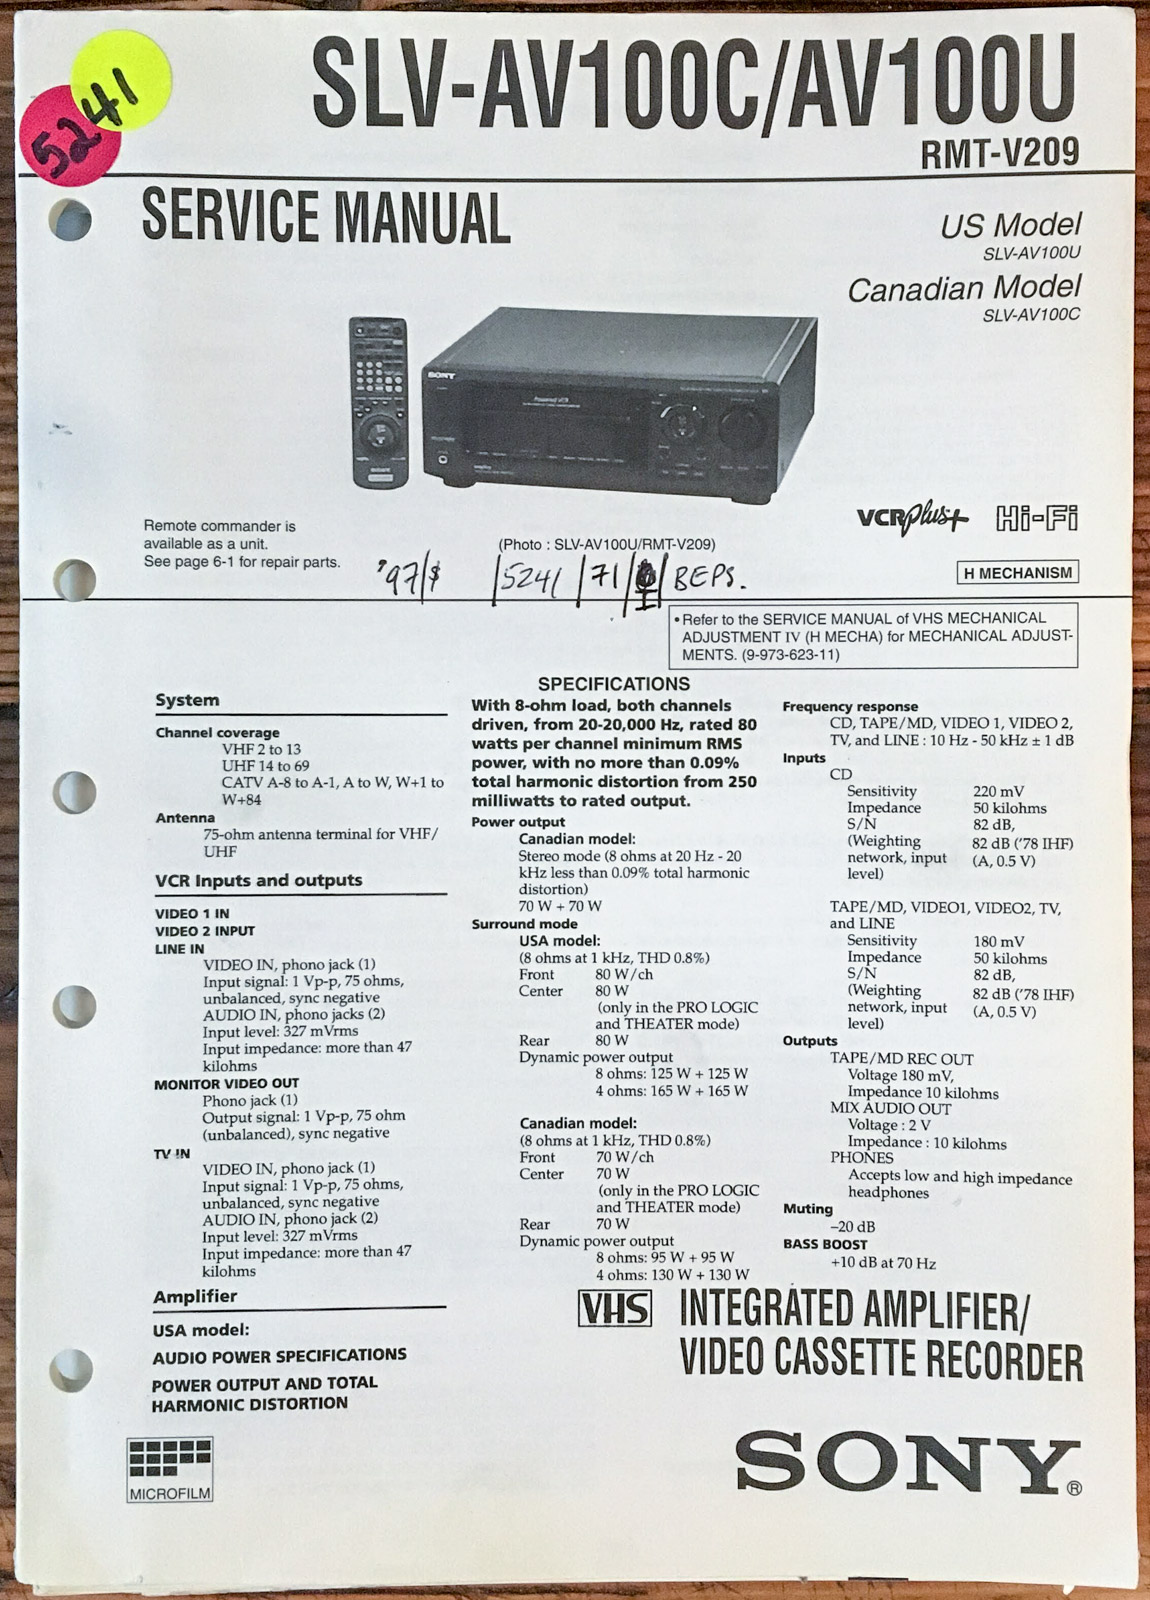 5241
SLV-AV100C/AV100U
RMT-V209
SERVICE MANUAL
US Model
SLV-AV100U
Canadian Model
SLV-AV100C
SONY
Powered VCR
SONY
Remote commander is
available as a unit.
See page 6-1 for repair parts.
(Photo : SLV-AV100U/RMT-V209)
VCR Plus+
Hi-Fi
'97/$ /5241 /71/ / BEPS.
H MECHANISM
• Refer to the SERVICE MANUAL of VHS MECHANICAL
ADJUSTMENT IV (H MECHA) for MECHANICAL ADJUST-
MENTS. (9-973-623-11)
SPECIFICATIONS
System
Channel coverage
VHF 2 to 13
UHF 14 to 69
CATV A-8 to A-1, A to W, W+1 to
W+84
Antenna
75-ohm antenna terminal for VHF/
UHF
VCR Inputs and outputs
VIDEO 1 IN
VIDEO 2 INPUT
LINE IN
VIDEO IN, phono jack (1)
Input signal: 1 Vp-p, 75 ohms,
unbalanced, sync negative
AUDIO IN, phono jacks (2)
Input level: 327 mVrms
Input impedance: more than 47
kilohms
MONITOR VIDEO OUT
Phono jack (1)
Output signal: 1 Vp-p, 75 ohm
(unbalanced), sync negative
TV IN
VIDEO IN, phono jack (1)
Input signal: 1 Vp-p, 75 ohms,
unbalanced, sync negative
AUDIO IN, phono jack (2)
Input level: 327 mVrms
Input impedance: more than 47
kilohms
Amplifier
USA model:
AUDIO POWER SPECIFICATIONS
POWER OUTPUT AND TOTAL
HARMONIC DISTORTION
With 8-ohm load, both channels
driven, from 20-20,000 Hz, rated 80
watts per channel minimum RMS
power, with no more than 0.09%
total harmonic distortion from 250
milliwatts to rated output.
Power output
Canadian model:
Stereo mode (8 ohms at 20 Hz - 20
kHz less than 0.09% total harmonic
distortion)
70 W + 70 W
Surround mode
USA model:
(8 ohms at 1 kHz, THD 0.8%)
Front 80 W/ch
Center 80 W
(only in the PRO LOGIC
and THEATER mode)
Rear 80 W
Dynamic power output
8 ohms: 125 W + 125 W
4 ohms: 165 W + 165 W
Canadian model:
(8 ohms at 1 kHz, THD 0.8%)
Front 70 W/ch
Center 70 W
(only in the PRO LOGIC
and THEATER mode)
Rear 70 W
Dynamic power output
8 ohms: 95 W + 95 W
4 ohms: 130 W + 130 W
Frequency response
CD, TAPE/MD, VIDEO 1, VIDEO 2,
TV, and LINE : 10 Hz - 50 kHz ± 1 dB
Inputs
CD
Sensitivity 220 mV
Impedance 50 kilohms
S/N 82 dB,
(Weighting 82 dB ('78 IHF)
network, input (A, 0.5 V)
level)
TAPE/MD, VIDEO1, VIDEO2, TV,
and LINE
Sensitivity 180 mV
Impedance 50 kilohms
S/N 82 dB,
(Weighting 82 dB ('78 IHF)
network, input (A, 0.5 V)
level)
Outputs
TAPE/MD REC OUT
Voltage 180 mV,
Impedance 10 kilohms
MIX AUDIO OUT
Voltage : 2 V
Impedance : 10 kilohms
PHONES
Accepts low and high impedance
headphones
Muting
–20 dB
BASS BOOST
+10 dB at 70 Hz
VHS
INTEGRATED AMPLIFIER/
VIDEO CASSETTE RECORDER
MICROFILM
SONY®